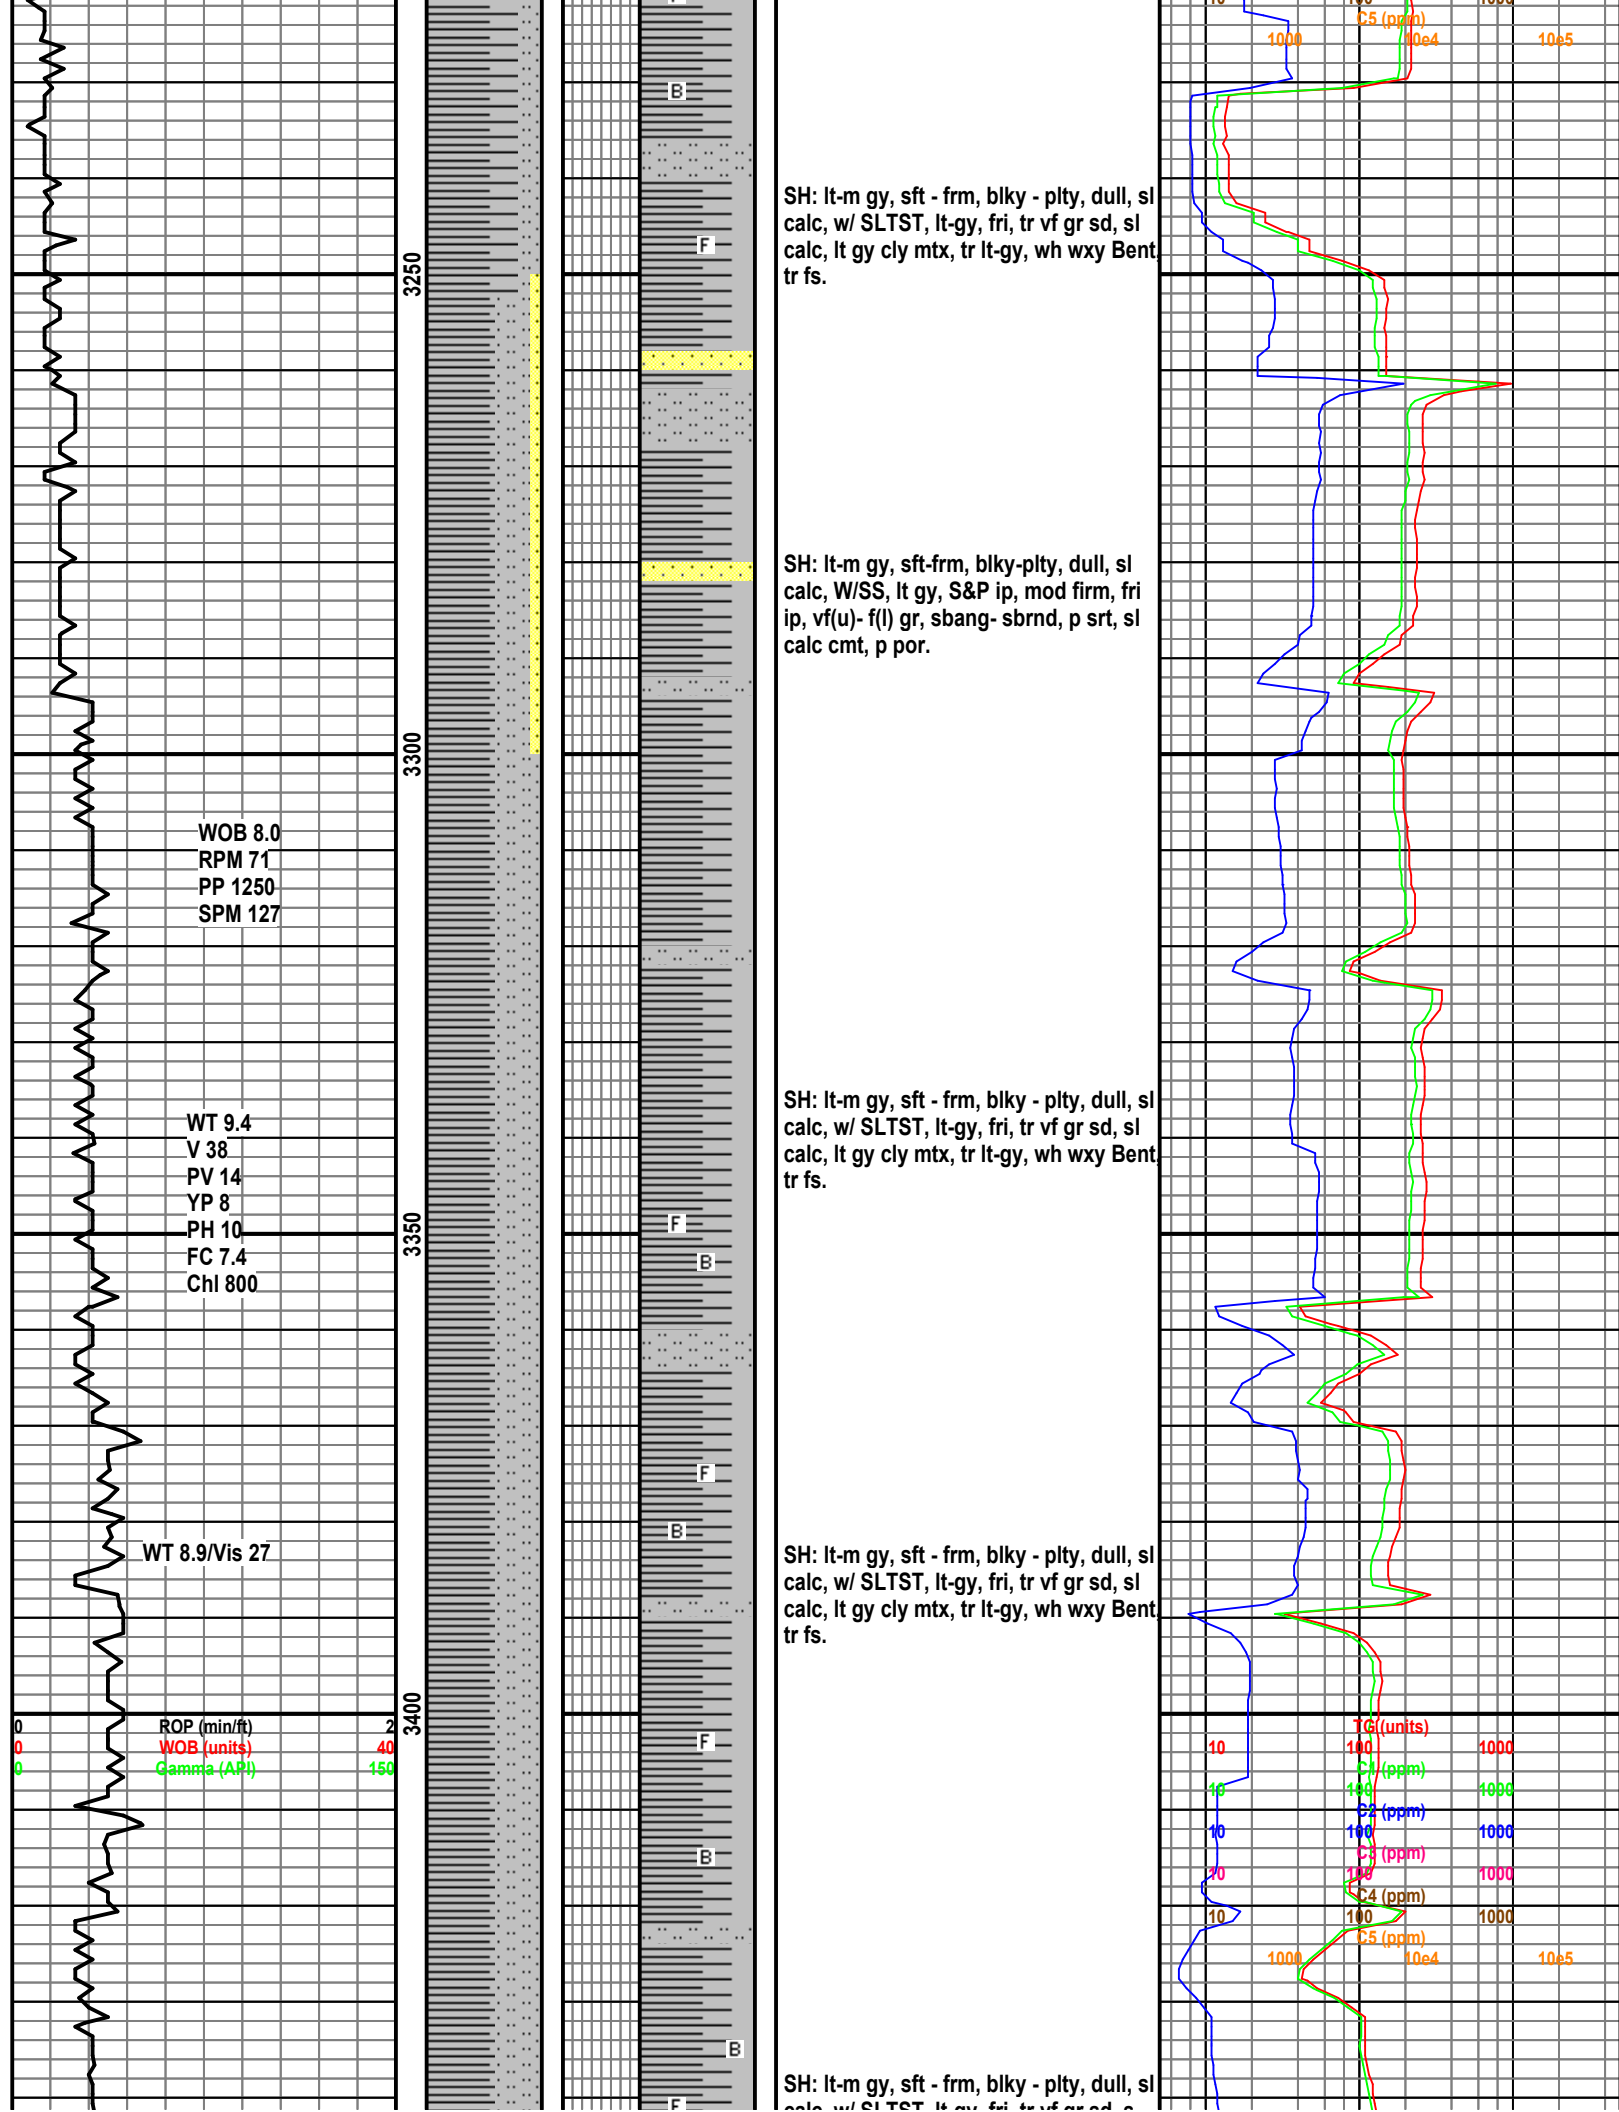 C5 (ppm)
1000 10e4 10e5
B
SH: lt-m gy, sft - frm, blky - plty, dull, sl
calc, w/ SLTST, lt-gy, fri, tr vf gr sd, sl
calc, lt gy cly mtx, tr lt-gy, wh wxy Bent,
tr fs.
F
3250
SH: lt-m gy, sft-frm, blky-plty, dull, sl
calc, W/SS, lt gy, S&P ip, mod firm, fri
ip, vf(u)- f(l) gr, sbang- sbrnd, p srt, sl
calc cmt, p por.
3300
WOB 8.0
RPM 71
PP 1250
SPM 127
SH: lt-m gy, sft - frm, blky - plty, dull, sl
calc, w/ SLTST, lt-gy, fri, tr vf gr sd, sl
calc, lt gy cly mtx, tr lt-gy, wh wxy Bent,
tr fs.
WT 9.4
V 38
PV 14
YP 8
PH 10
FC 7.4
Chl 800
3350
F
B
F
B
WT 8.9/Vis 27
SH: lt-m gy, sft - frm, blky - plty, dull, sl
calc, w/ SLTST, lt-gy, fri, tr vf gr sd, sl
calc, lt gy cly mtx, tr lt-gy, wh wxy Bent,
tr fs.
3400
0 ROP (min/ft) 2
0 WOB (units) 40
0 Gamma (API) 150
F
TG (units)
10 100 1000
C1 (ppm)
10 100 1000
C2 (ppm)
10 100 1000
C3 (ppm)
10 100 1000
C4 (ppm)
10 100 1000
C5 (ppm)
1000 10e4 10e5
B
B
F
SH: lt-m gy, sft - frm, blky - plty, dull, sl